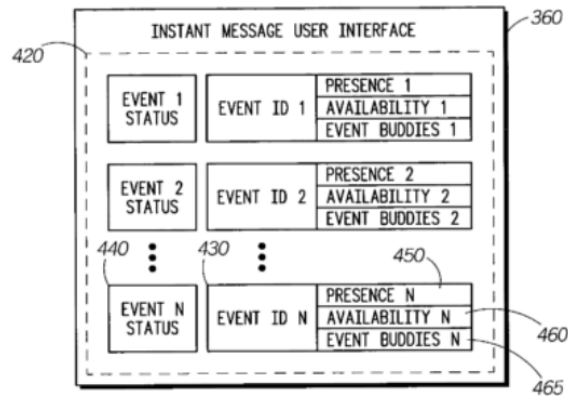 INSTANT MESSAGE USER INTERFACE
360
420
EVENT 1
STATUS
EVENT ID 1
PRESENCE 1
AVAILABILITY 1
EVENT BUDDIES 1
EVENT 2
STATUS
EVENT ID 2
PRESENCE 2
AVAILABILITY 2
EVENT BUDDIES 2
440
430
450
EVENT N
STATUS
EVENT ID N
PRESENCE N
AVAILABILITY N
EVENT BUDDIES N
460
465